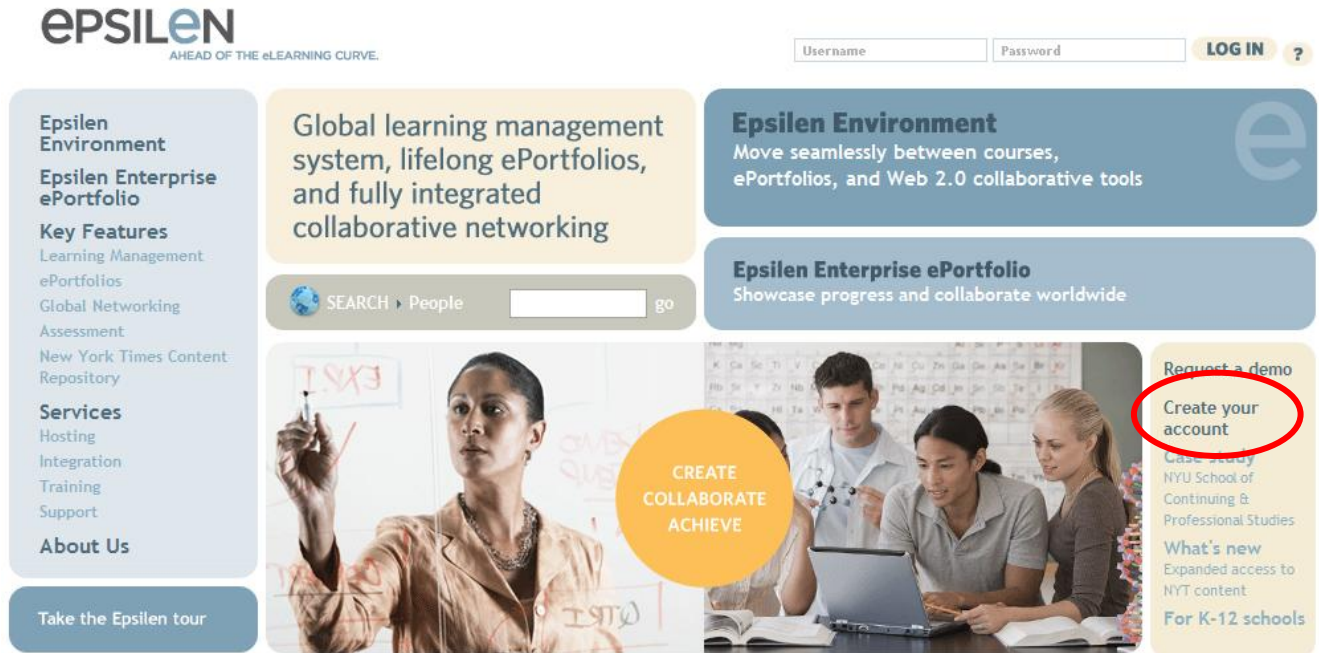 ePSILeN
AHEAD OF THE eLEARNING CURVE.
Username
Password
LOG IN
?
Epsilen
Environment
Epsilen Enterprise
ePortfolio
Key Features
Learning Management
ePortfolios
Global Networking
Assessment
New York Times Content
Repository
Services
Hosting
Integration
Training
Support
About Us
Take the Epsilen tour
Global learning management
system, lifelong ePortfolios,
and fully integrated
collaborative networking
SEARCH People
go
Epsilen Environment
Move seamlessly between courses,
ePortfolios, and Web 2.0 collaborative tools
e
Epsilen Enterprise ePortfolio
Showcase progress and collaborate worldwide
CREATE
COLLABORATE
ACHIEVE
Request a demo
Create your
account
Case study
NYU School of
Continuing &
Professional Studies
What's new
Expanded access to
NYT content
For K-12 schools